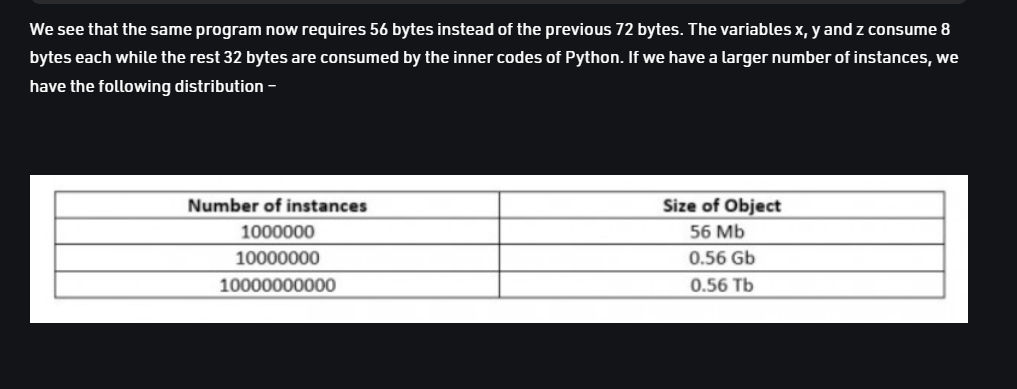 We see that the same program now requires 56 bytes instead of the previous 72 bytes. The variables x, y and z consume 8
bytes each while the rest 32 bytes are consumed by the inner codes of Python. If we have a larger number of instances, we
have the following distribution −
Number of instances Size of Object
1000000 56 Mb
10000000 0.56 Gb
10000000000 0.56 Tb